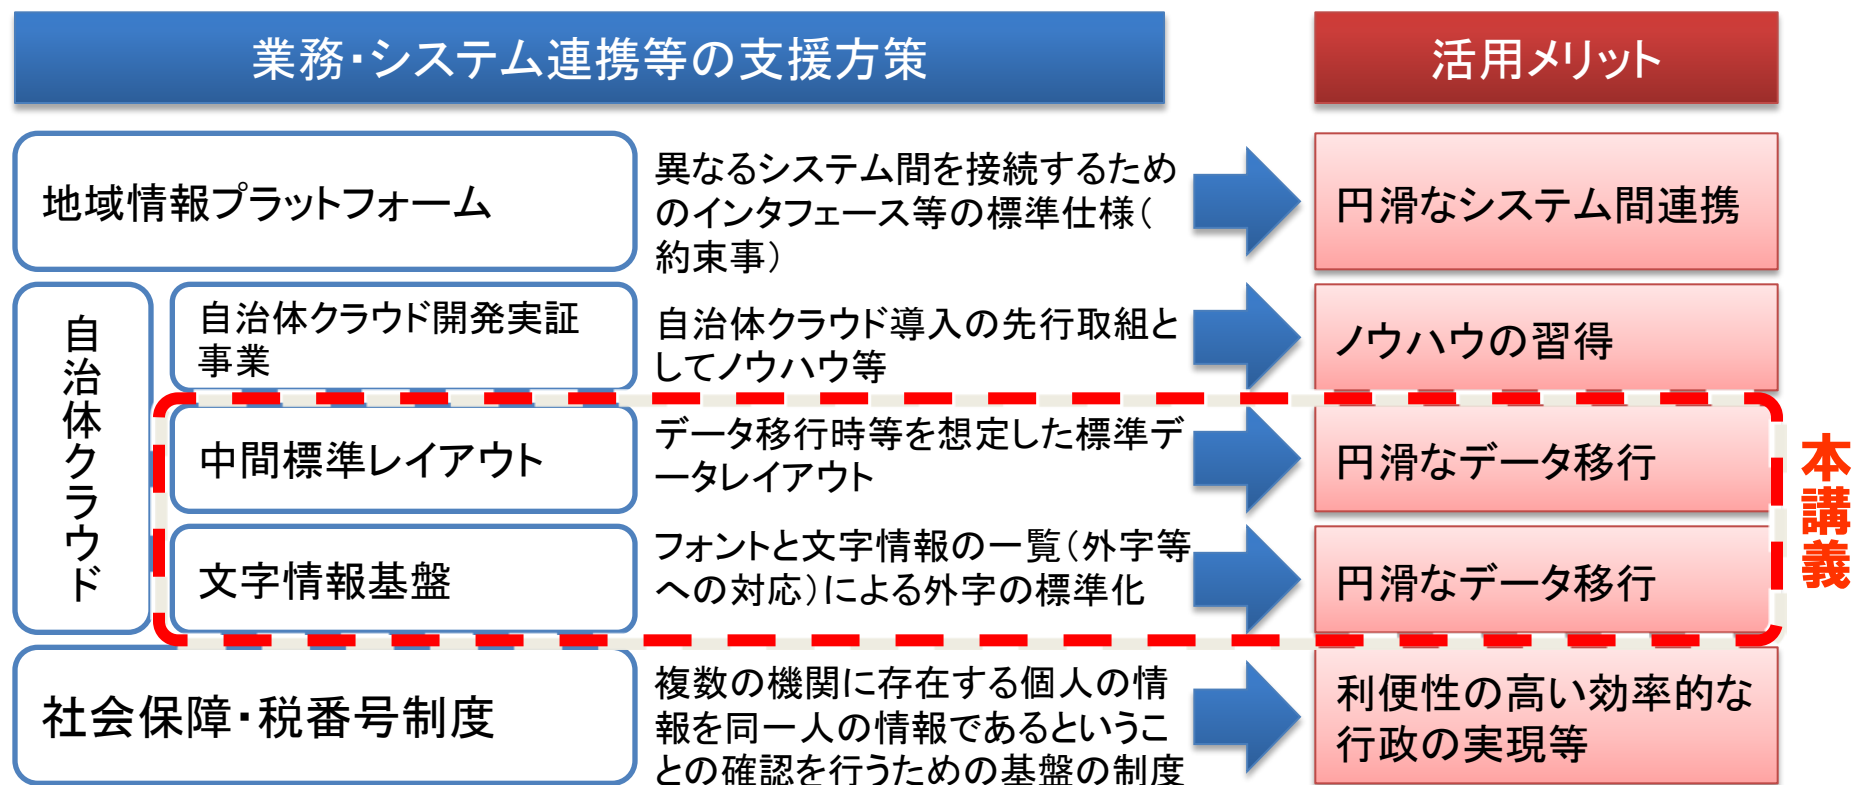 業務・システム連携等の支援方策
活用メリット
地域情報プラットフォーム
異なるシステム間を接続するため
のインタフェース等の標準仕様（
約束事）
円滑なシステム間連携
自治体クラウド
自治体クラウド開発実証
事業
自治体クラウド導入の先行取組と
してノウハウ等
ノウハウの習得
中間標準レイアウト
データ移行時等を想定した標準デ
ータレイアウト
円滑なデータ移行
文字情報基盤
フォントと文字情報の一覧（外字等
への対応）による外字の標準化
円滑なデータ移行
本講義
社会保障・税番号制度
複数の機関に存在する個人の情
報を同一人の情報であるというこ
との確認を行うための基盤の制度
利便性の高い効率的な
行政の実現等